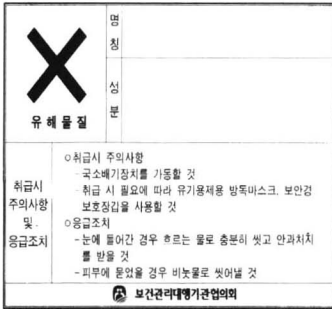 명
칭
성
분
유해물질
취급시
주의사항
및
응급조치
○취급시 주의사항
- 국소배기장치를 가동할 것
- 취급 시 필요에 따라 유기용제용 방독마스크, 보안경
보호장갑을 사용할 것
○응급조치
- 눈에 들어간 경우 흐르는 물로 충분히 씻고 안과처치
를 받을 것
- 피부에 묻었을 경우 비눗물로 씻어낼 것
보건관리대행기관협의회